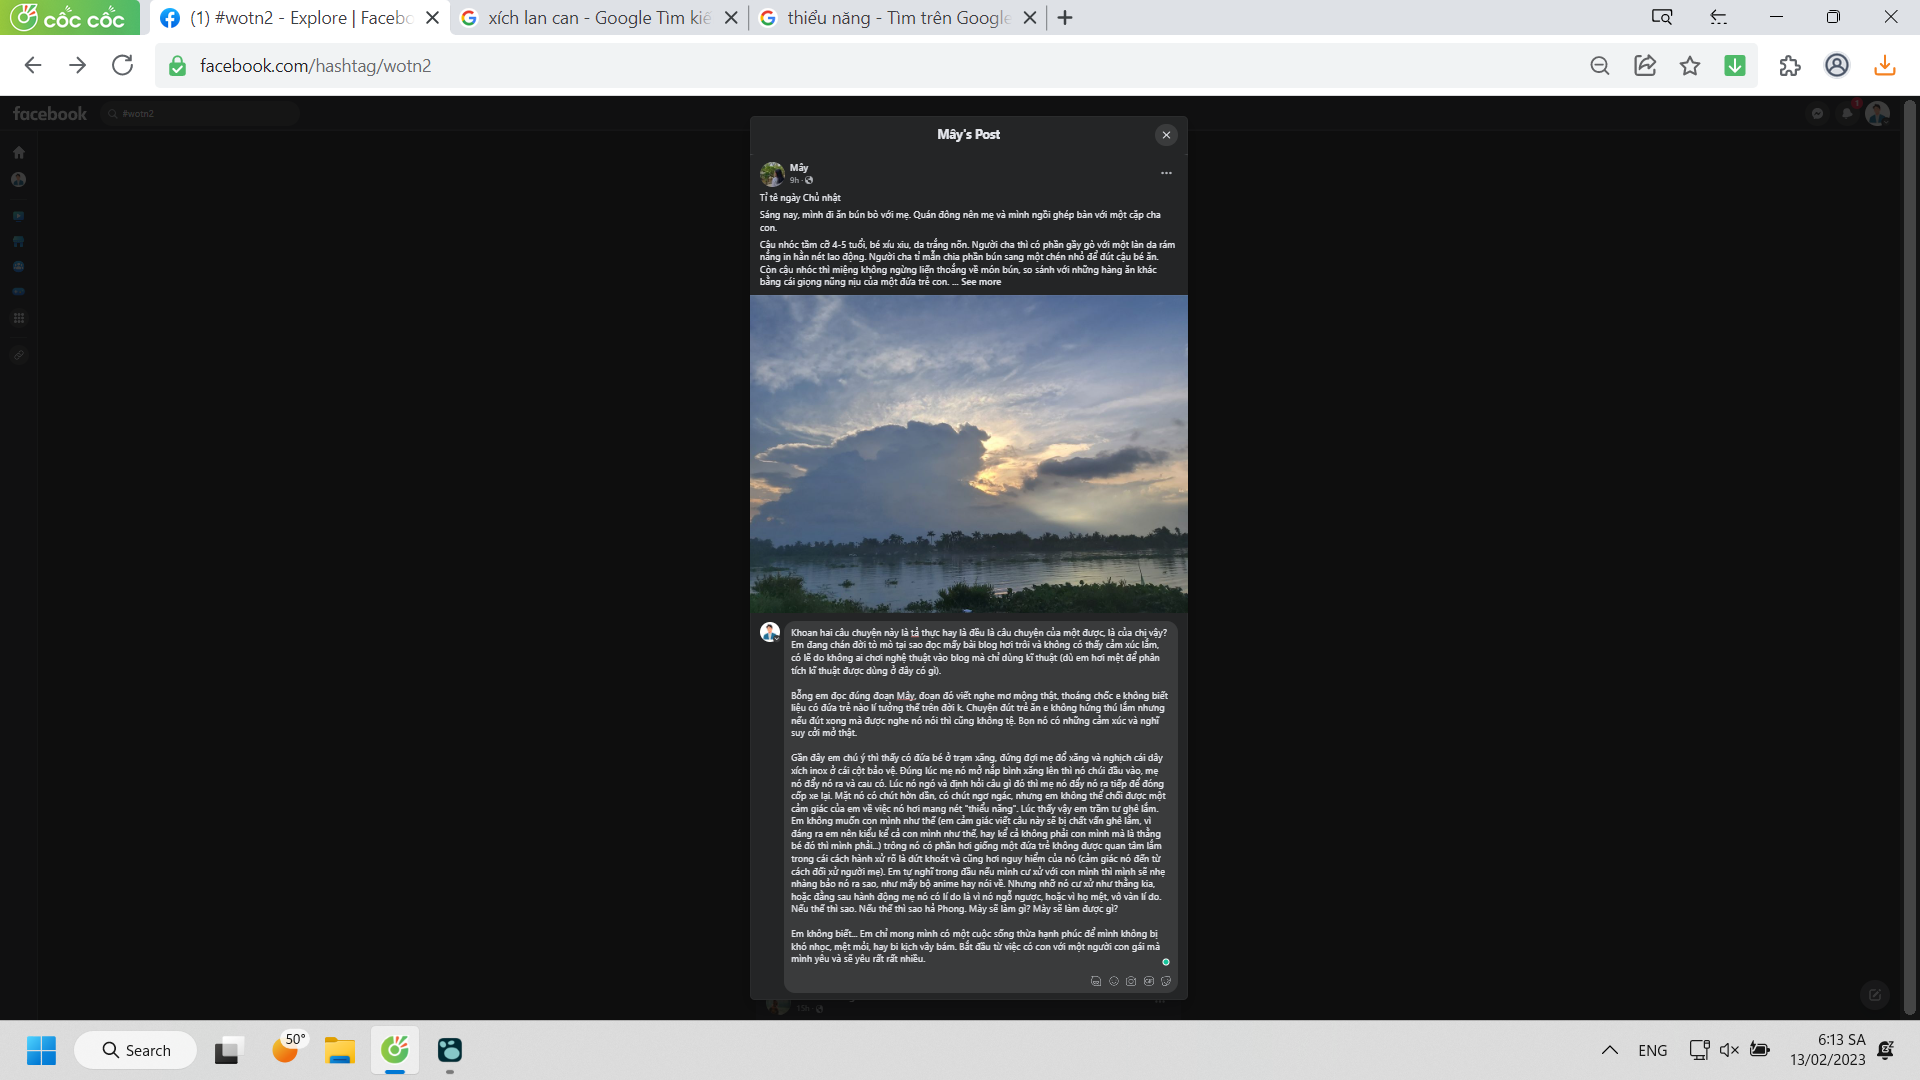 cốc cốc
(1) #wotn2 - Explore | Facebo
xích lan can - Google Tìm kiế
thiểu năng - Tìm trên Google
facebook.com/hashtag/wotn2
facebook
#wotn2
1
Mây's Post
Mây
9h
Tỉ tê ngày Chủ nhật
Sáng nay, mình đi ăn bún bò với mẹ. Quán đông nên mẹ và mình ngồi ghép bàn với một cặp cha
con.
Cậu nhóc tầm cỡ 4-5 tuổi, bé xíu xiu, da trắng nõn. Người cha thì có phần gầy gò với một làn da rám
nắng in hằn nét lao động. Người cha tỉ mẩn chia phần bún sang một chén nhỏ để đút cậu bé ăn.
Còn cậu nhóc thì miệng không ngừng liến thoắng về món bún, so sánh với những hàng ăn khác
bằng cái giọng nũng nịu của một đứa trẻ con. ... See more
Khoan hai câu chuyện này là tả thực hay là đều là câu chuyện của một được, là của chị vậy?
Em đang chán đời tò mò tại sao đọc mấy bài blog hơi trôi và không có thấy cảm xúc lắm,
có lẽ do không ai chơi nghệ thuật vào blog mà chỉ dùng kĩ thuật (dù em hơi mệt để phân
tích kĩ thuật được dùng ở đây có gì).
Bỗng em đọc đúng đoạn Mây, đoạn đó viết nghe mơ mộng thật, thoáng chốc e không biết
liệu có đứa trẻ nào lí tưởng thế trên đời k. Chuyện đút trẻ ăn e không hứng thú lắm nhưng
nếu đút xong mà được nghe nó nói thì cũng không tệ. Bọn nó có những cảm xúc và nghĩ
suy cởi mở thật.
Gần đây em chú ý thì thấy có đứa bé ở trạm xăng, đứng đợi mẹ đổ xăng và nghịch cái dây
xích inox ở cái cột bảo vệ. Đúng lúc mẹ nó mở nắp bình xăng lên thì nó chúi đầu vào, mẹ
nó đẩy nó ra và cau có. Lúc nó ngó và định hỏi câu gì đó thì mẹ nó đẩy nó ra tiếp để đóng
cốp xe lại. Mặt nó có chút hờn dần, có chút ngơ ngác, nhưng em không thể chối được một
cảm giác của em về việc nó hơi mang nét "thiểu năng". Lúc thấy vậy em trầm tư ghê lắm.
Em không muốn con mình như thế (em cảm giác viết câu này sẽ bị chất vấn ghê lắm, vì
đáng ra em nên kiểu kể cả con mình như thế, hay kể cả không phải con mình mà là thằng
bé đó thì mình phải...) trông nó có phần hơi giống một đứa trẻ không được quan tâm lắm
trong cái cách hành xử rõ là dứt khoát và cũng hơi nguy hiểm của nó (cảm giác nó đến từ
cách đối xử người mẹ). Em tự nghĩ trong đầu nếu mình cư xử với con mình thì mình sẽ nhẹ
nhàng bảo nó ra sao, như mấy bộ anime hay nói về. Nhưng nhỡ nó cư xử như thằng kia,
hoặc đằng sau hành động mẹ nó có lí do là vì nó ngỗ ngược, hoặc vì họ mệt, vô vàn lí do.
Nếu thế thì sao. Nếu thế thì sao hả Phong. Mày sẽ làm gì? Mày sẽ làm được gì?
Em không biết... Em chỉ mong mình có một cuộc sống thừa hạnh phúc để mình không bị
khó nhọc, mệt mỏi, hay bi kịch vây bám. Bắt đầu từ việc có con với một người con gái mà
mình yêu và sẽ yêu rất rất nhiều.
15h
Search
50°
ENG
6:13 SA
13/02/2023